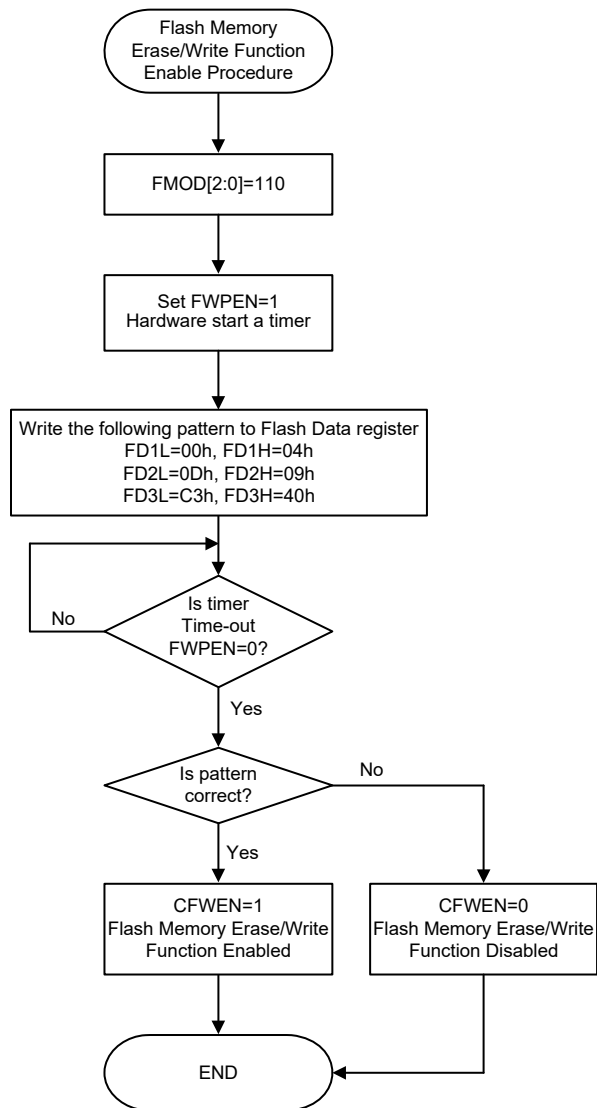 Flash Memory
Erase/Write Function
Enable Procedure
FMOD[2:0]=110
Set FWPEN=1
Hardware start a timer
Write the following pattern to Flash Data register
FD1L=00h, FD1H=04h
FD2L=0Dh, FD2H=09h
FD3L=C3h, FD3H=40h
Is timer
Time-out
FWPEN=0?
No
Yes
Is pattern
correct?
No
Yes
CFWEN=1
Flash Memory Erase/Write
Function Enabled
CFWEN=0
Flash Memory Erase/Write
Function Disabled
END